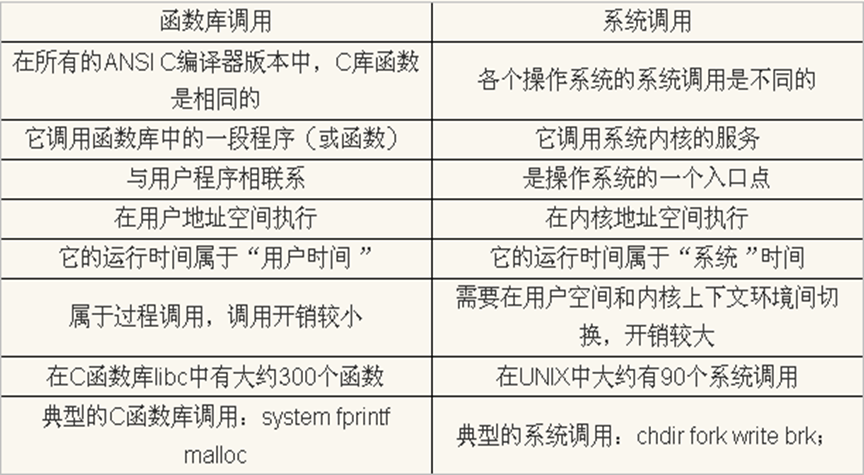 函数库调用
系统调用
在所有的ANSI C编译器版本中，C库函数
是相同的
各个操作系统的系统调用是不同的
它调用函数库中的一段程序（或函数）
它调用系统内核的服务
与用户程序相联系
是操作系统的一个入口点
在用户地址空间执行
在内核地址空间执行
它的运行时间属于“用户时间 ”
它的运行时间属于“系统 ”时间
属于过程调用，调用开销较小
需要在用户空间和内核上下文环境间切
换，开销较大
在C函数库libc中有大约300个函数
在UNIX中大约有90个系统调用
典型的C函数库调用：system fprintf
malloc
典型的系统调用：chdir fork write brk；